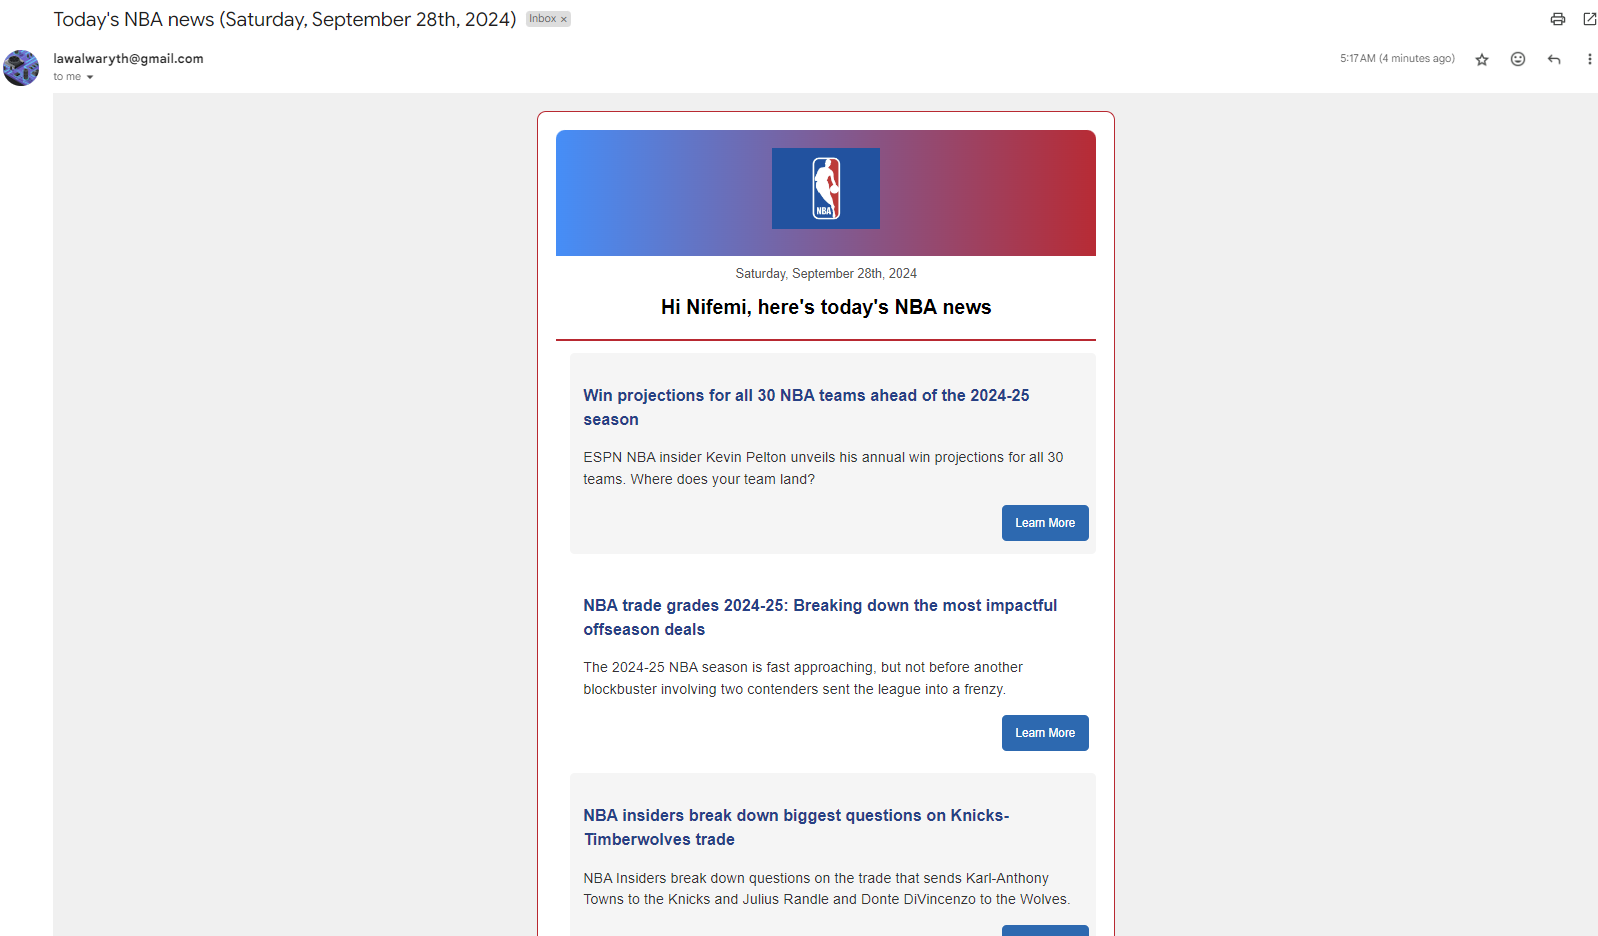 Today's NBA news (Saturday, September 28th, 2024)
Inbox ×
lawalwaryth@gmail.com
5:17 AM (4 minutes ago)
to me
NBA
Saturday, September 28th, 2024
Hi Nifemi, here's today's NBA news
Win projections for all 30 NBA teams ahead of the 2024-25
season
ESPN NBA insider Kevin Pelton unveils his annual win projections for all 30
teams. Where does your team land?
Learn More
NBA trade grades 2024-25: Breaking down the most impactful
offseason deals
The 2024-25 NBA season is fast approaching, but not before another
blockbuster involving two contenders sent the league into a frenzy.
Learn More
NBA insiders break down biggest questions on Knicks-
Timberwolves trade
NBA Insiders break down questions on the trade that sends Karl-Anthony
Towns to the Knicks and Julius Randle and Donte DiVincenzo to the Wolves.